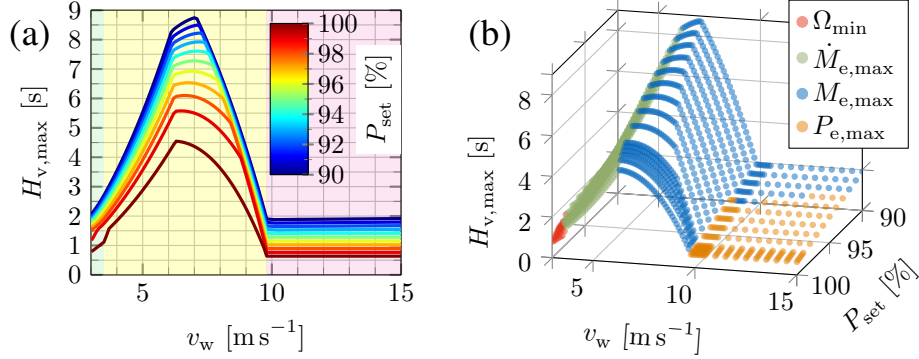 (a)
9
8
7
6
5
4
3
2
1
0
H_v,max [s]
5
10
15
v_w [m s⁻¹]
100
98
96
94
92
90
P_set [%]
(b)
8
6
4
2
0
H_v,max [s]
5
10
15
v_w [m s⁻¹]
90
95
100
P_set [%]
Ω_min
Ṁ_e,max
M_e,max
P_e,max